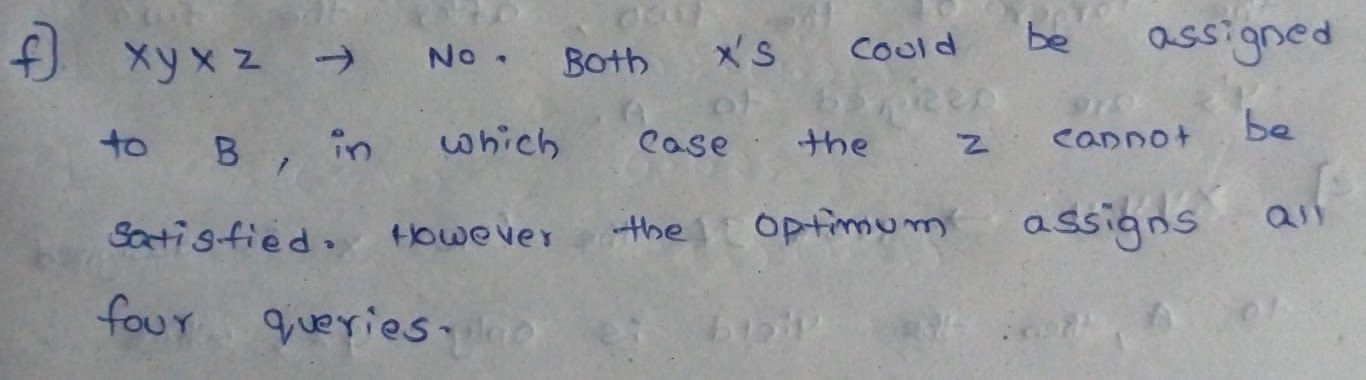 f). xyxz → No. Both x's could be assigned
to B, in which case the z cannot be
satisfied. However the optimum assigns all
four queries.